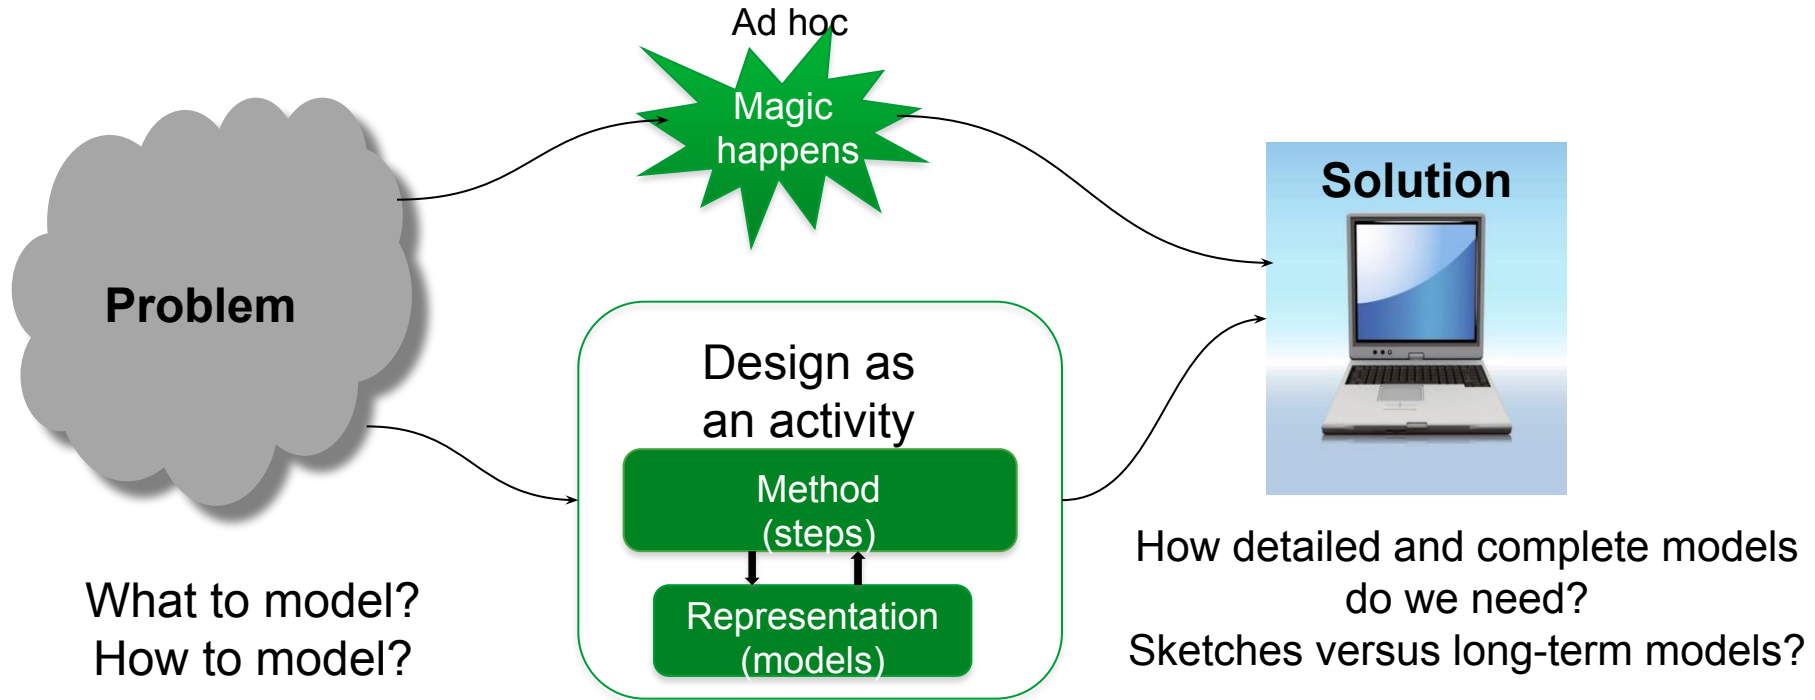 Ad hoc
Magic
happens
Solution
Problem
Design as
an activity
Method
(steps)
Representation
(models)
What to model?
How to model?
How detailed and complete models
do we need?
Sketches versus long-term models?